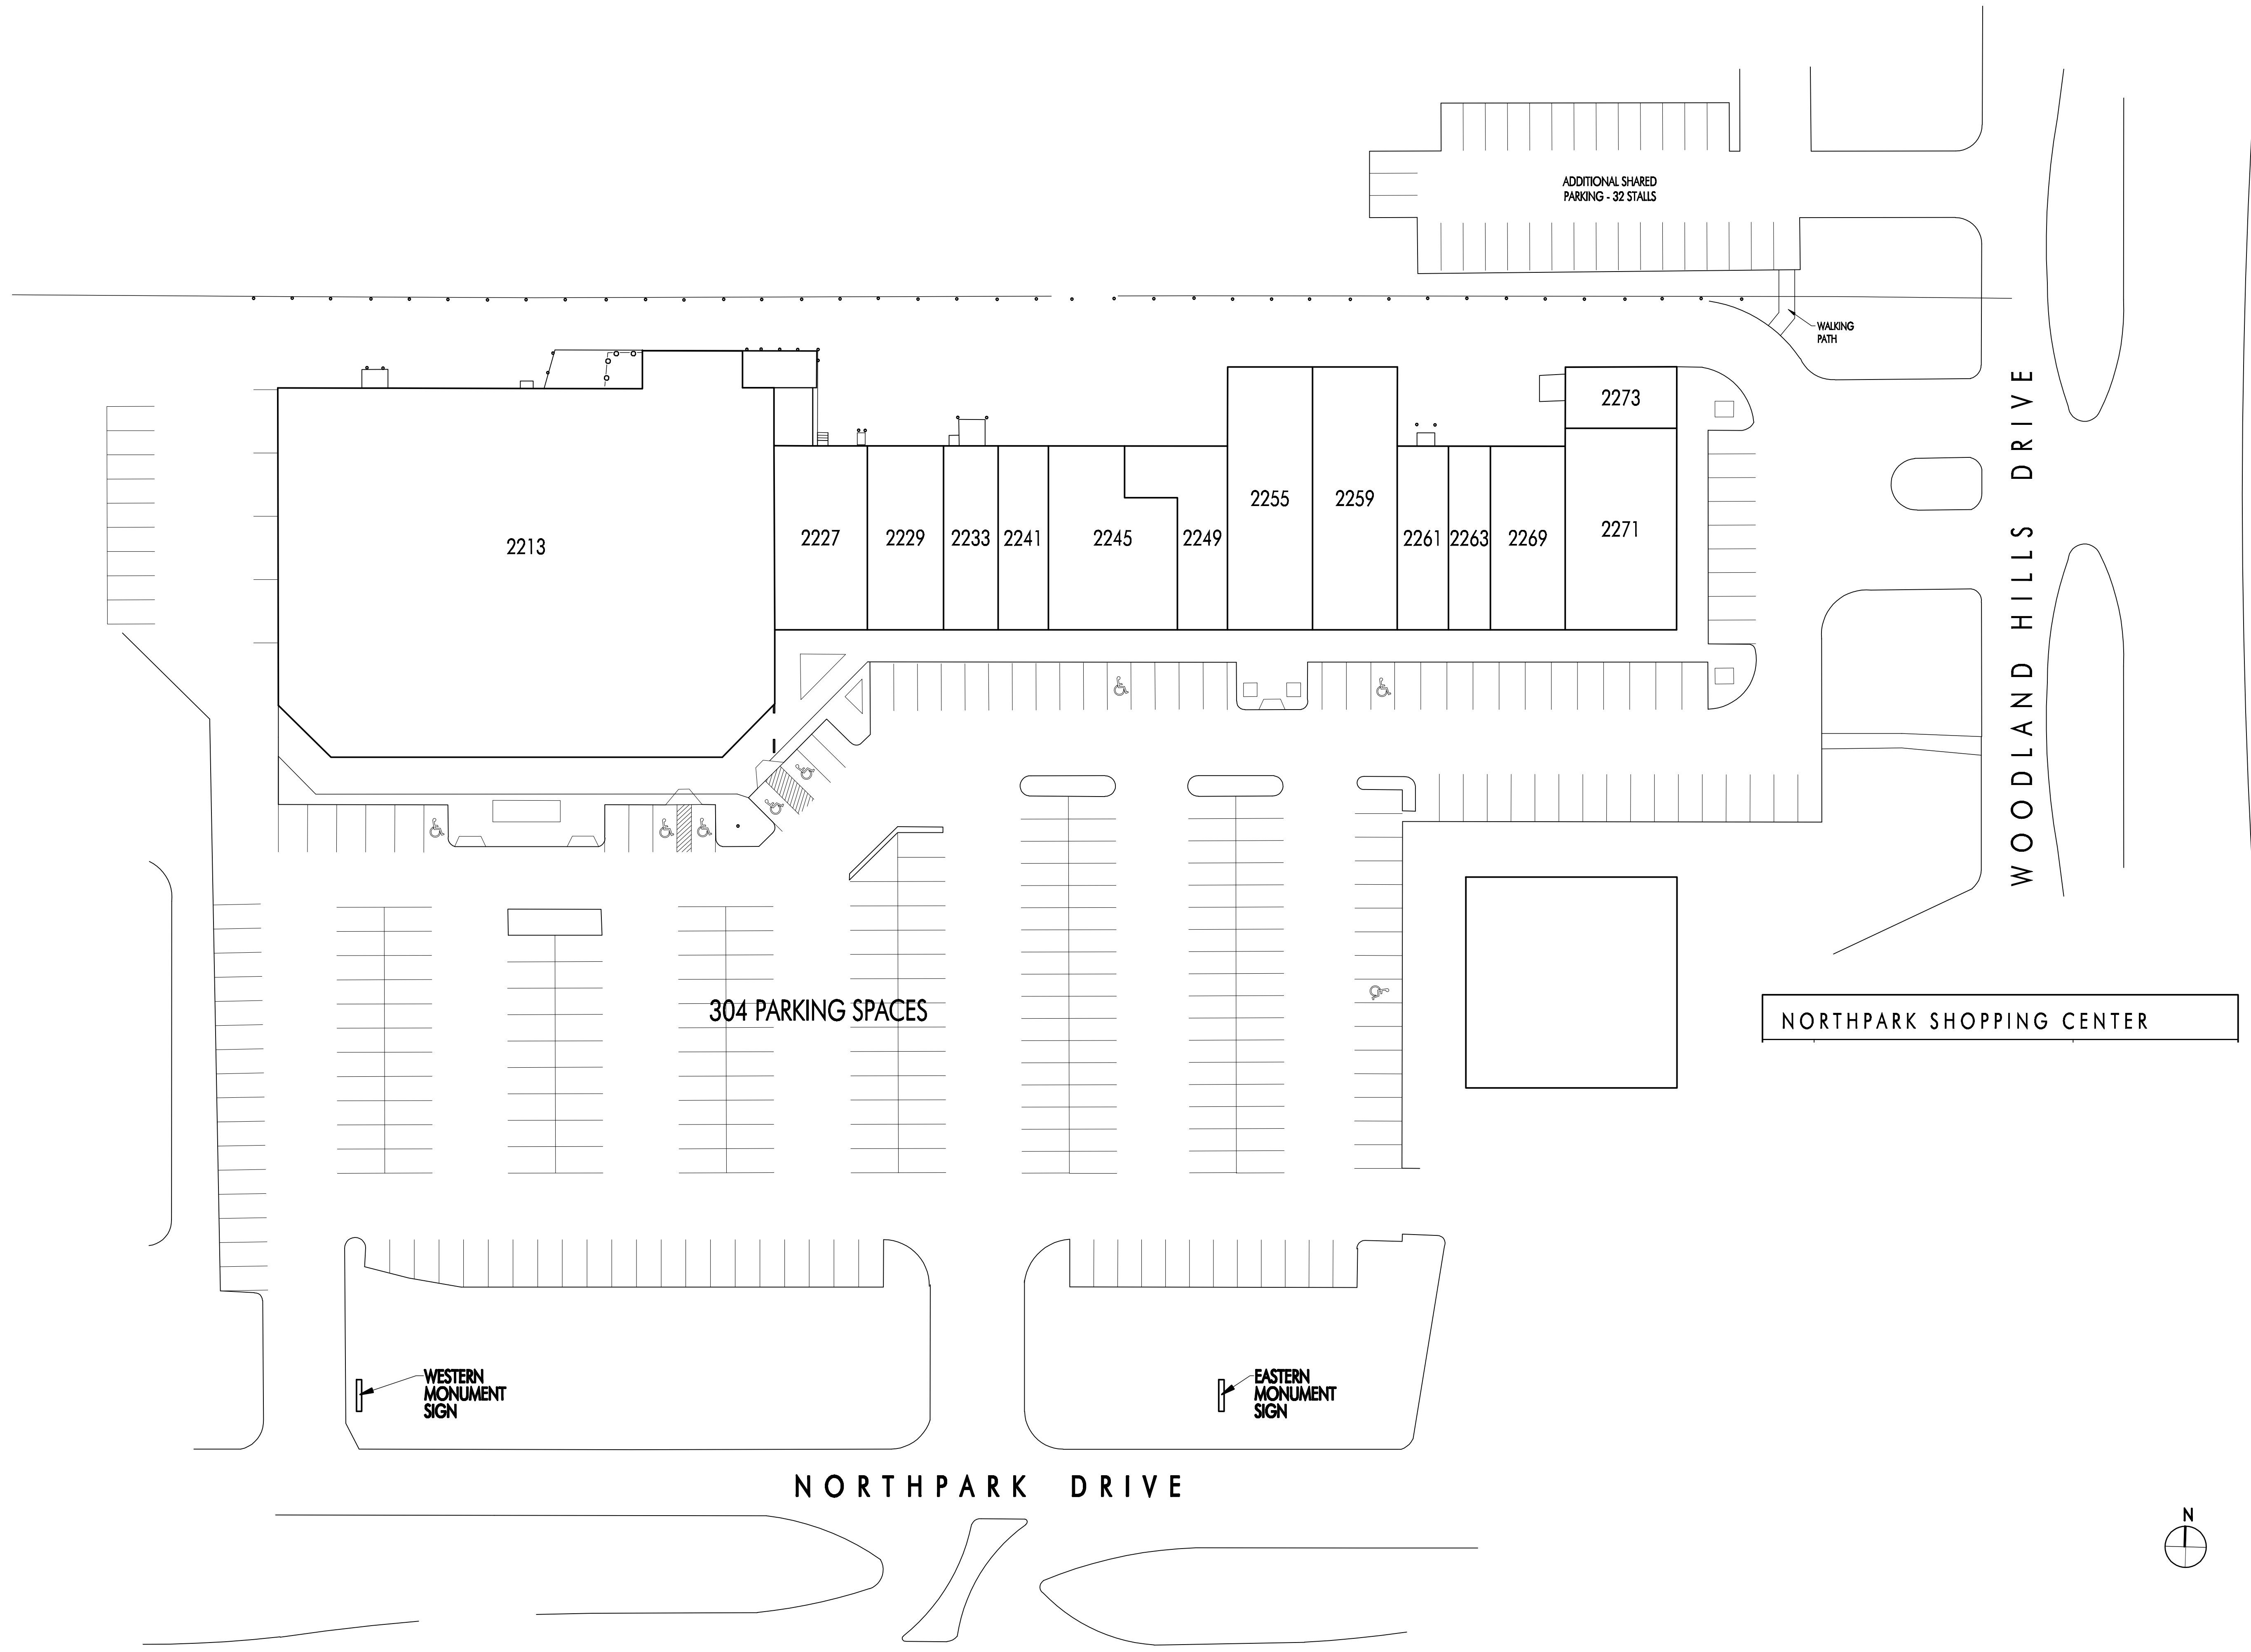 ADDITIONAL SHARED
PARKING - 32 STALLS
WALKING
PATH
WOODLAND HILLS DRIVE
2273
2213
2227
2229
2233
2241
2245
2249
2255
2259
2261
2263
2269
2271
304 PARKING SPACES
NORTHPARK SHOPPING CENTER
WESTERN
MONUMENT
SIGN
EASTERN
MONUMENT
SIGN
NORTHPARK DRIVE
N